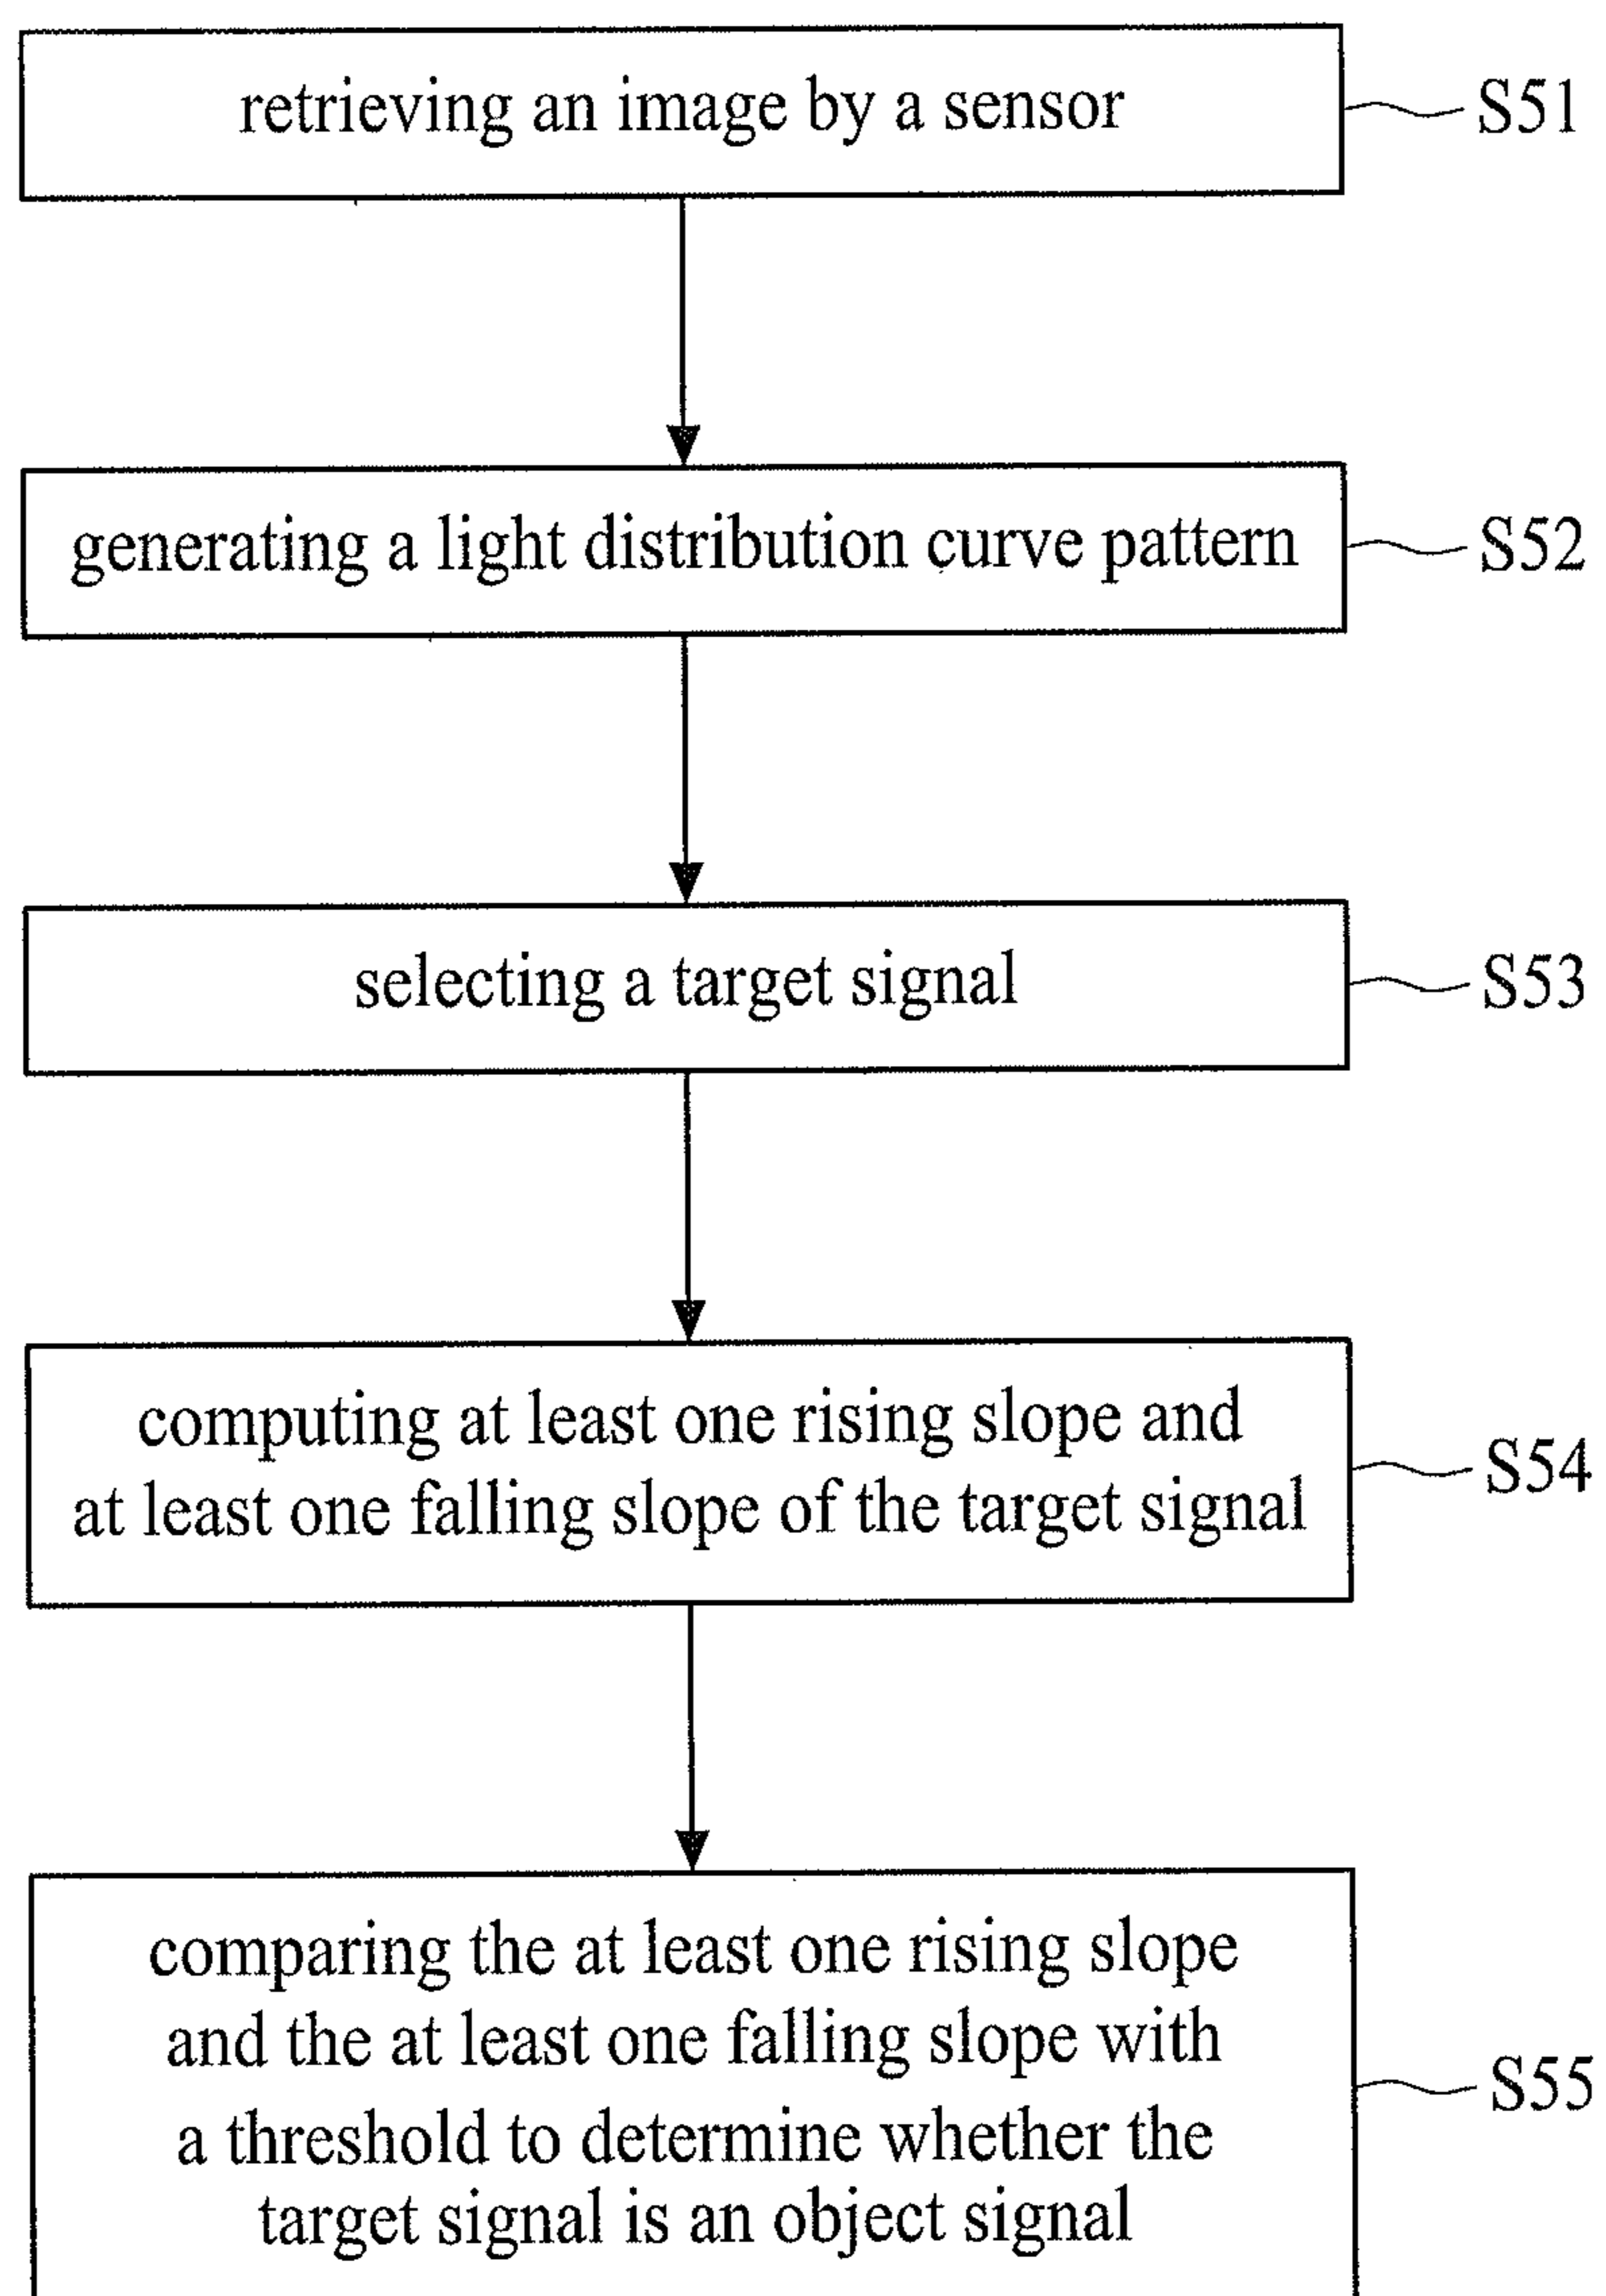 retrieving an image by a sensor
S51
generating a light distribution curve pattern
S52
selecting a target signal
S53
computing at least one rising slope and
at least one falling slope of the target signal
S54
comparing the at least one rising slope
and the at least one falling slope with
a threshold to determine whether the
target signal is an object signal
S55